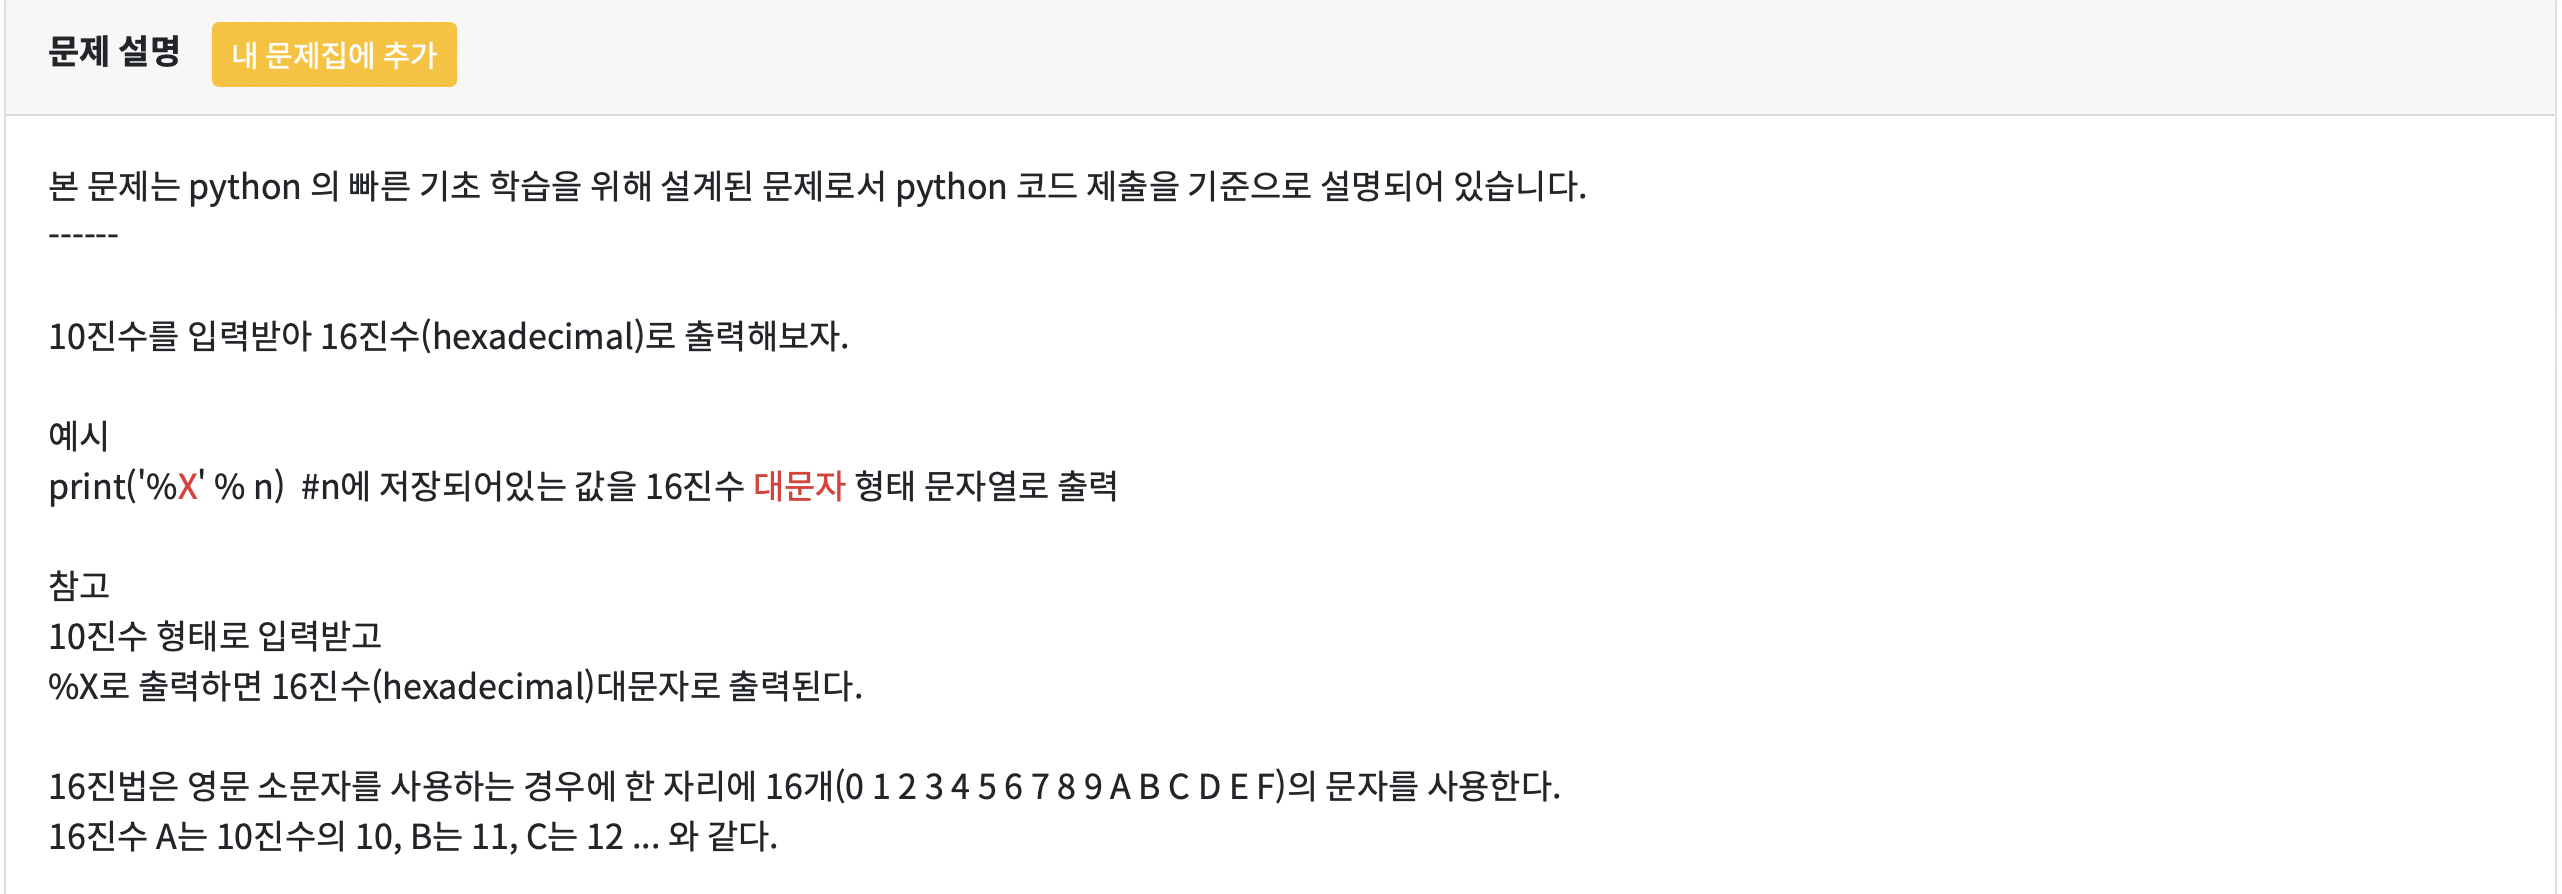 문제 설명 내 문제집에 추가
본 문제는 python 의 빠른 기초 학습을 위해 설계된 문제로서 python 코드 제출을 기준으로 설명되어 있습니다.
------
10진수를 입력받아 16진수(hexadecimal)로 출력해보자.
예시
print('%X' % n)  #n에 저장되어있는 값을 16진수 대문자 형태 문자열로 출력
참고
10진수 형태로 입력받고
%X로 출력하면 16진수(hexadecimal)대문자로 출력된다.
16진법은 영문 소문자를 사용하는 경우에 한 자리에 16개(0 1 2 3 4 5 6 7 8 9 A B C D E F)의 문자를 사용한다.
16진수 A는 10진수의 10, B는 11, C는 12 ... 와 같다.